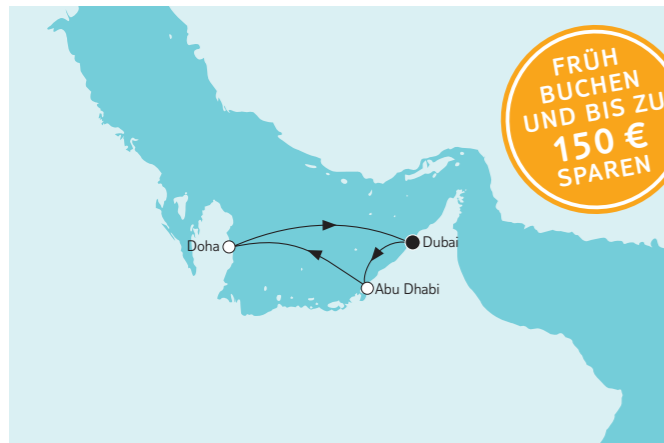 FRÜH
BUCHEN
UND BIS ZU
150 €
SPAREN
Doha
Dubai
Abu Dhabi